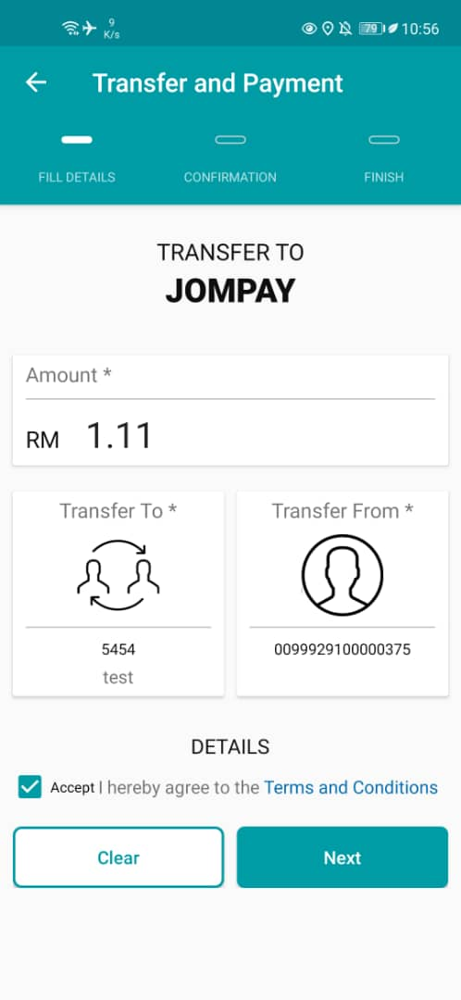 9
K/s
79
10:56
Transfer and Payment
FILL DETAILS
CONFIRMATION
FINISH
TRANSFER TO
JOMPAY
Amount *
RM 1.11
Transfer To *
5454
test
Transfer From *
0099929100000375
DETAILS
Accept I hereby agree to the Terms and Conditions
Clear
Next